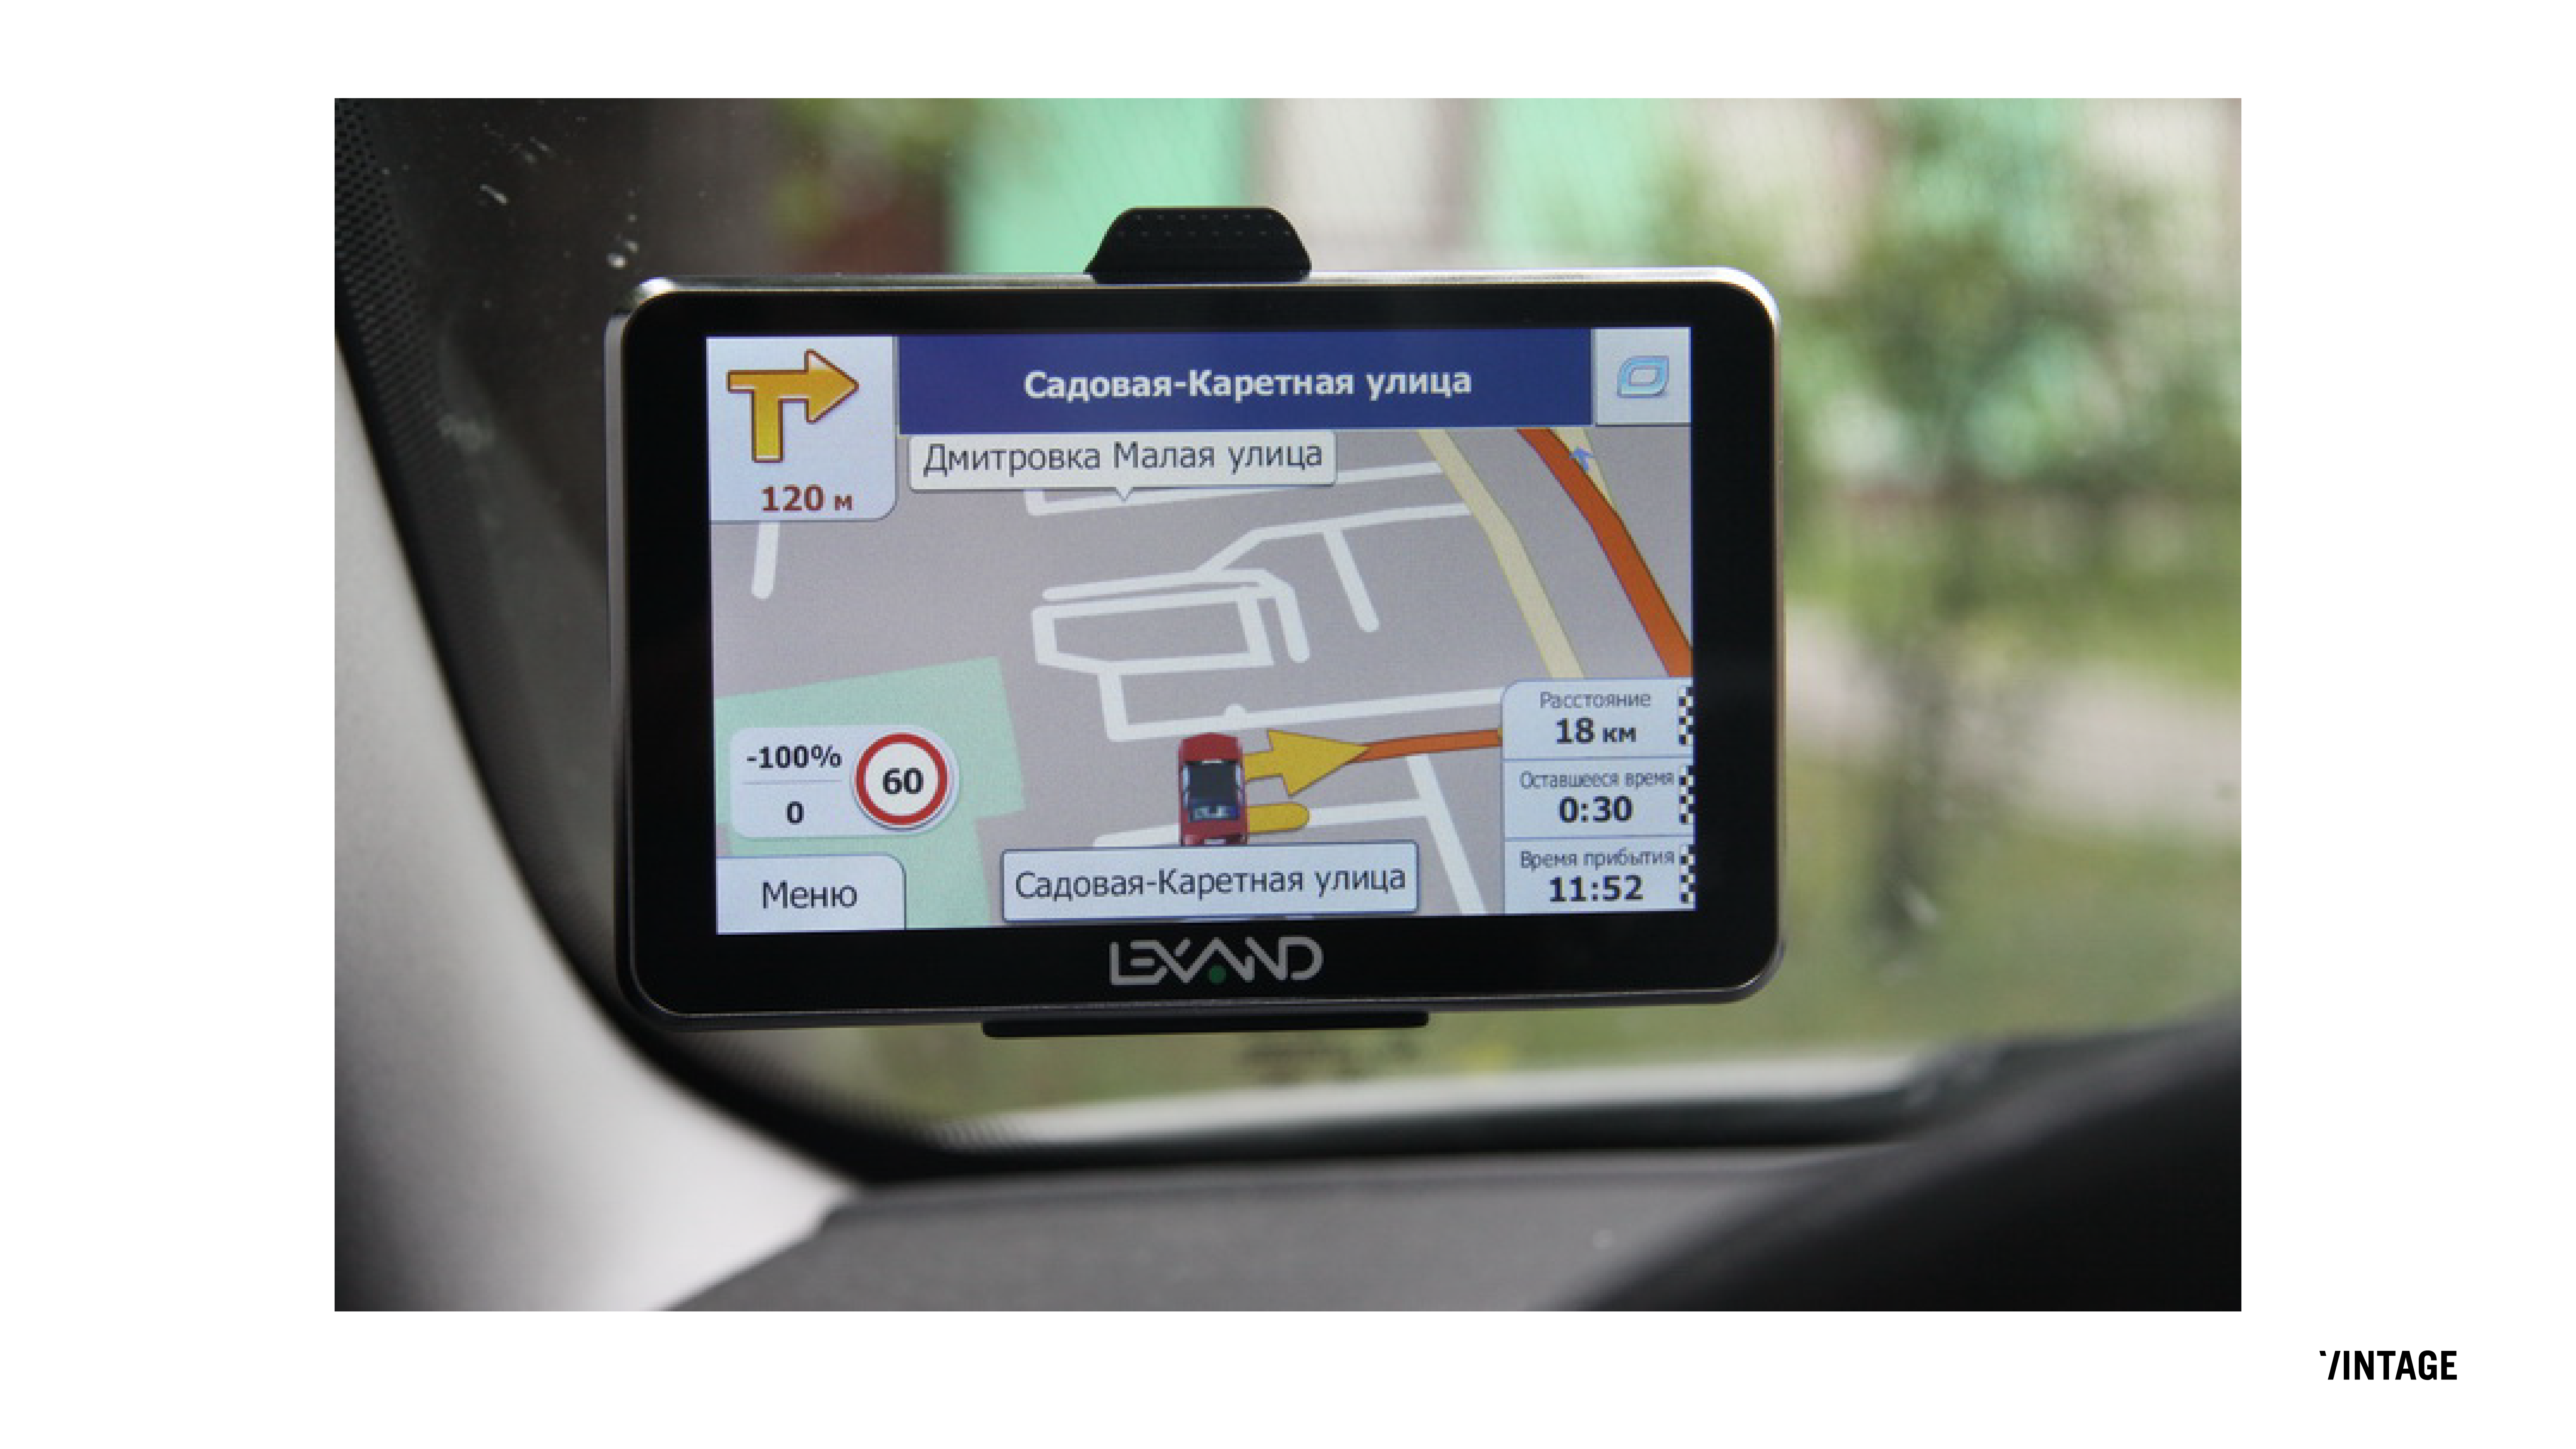 Садовая-Каретная улица
Дмитровка Малая улица
120 м
Расстояние
18 км
-100%
60
0
Оставшееся время
0:30
Время прибытия
11:52
Меню
Садовая-Каретная улица
LEXAND
VINTAGE